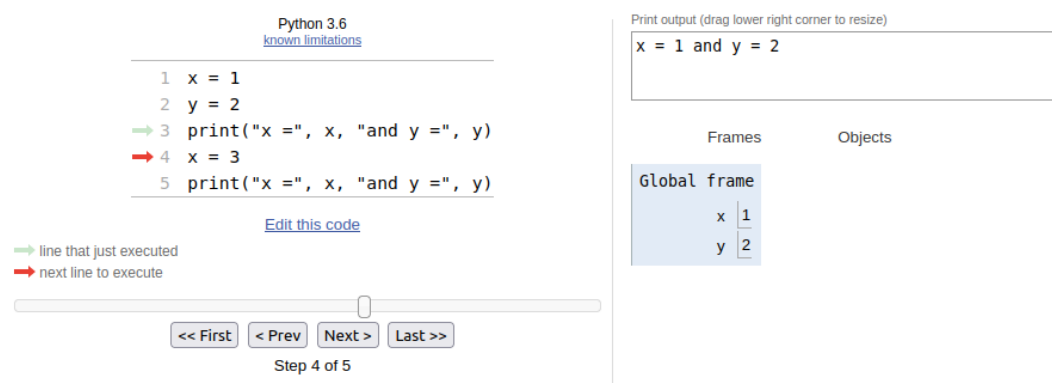 Python 3.6
known limitations
1 x = 1
2 y = 2
3 print("x =", x, "and y =", y)
4 x = 3
5 print("x =", x, "and y =", y)
Edit this code
line that just executed
next line to execute
<< First < Prev Next > Last >>
Step 4 of 5
Print output (drag lower right corner to resize)
x = 1 and y = 2
Frames Objects
Global frame
x 1
y 2